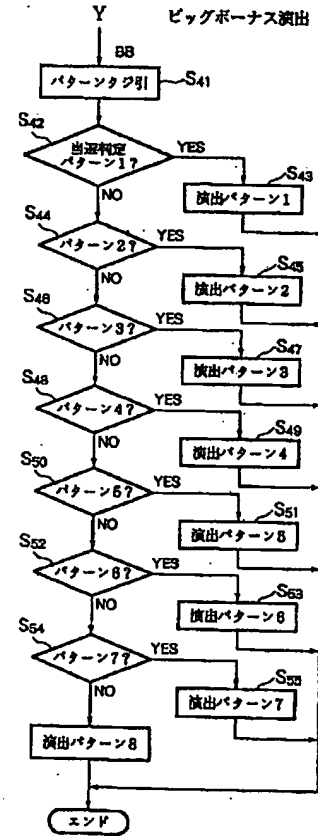 Y ビッグボーナス演出
BB
パターンクジ引 S41
S42
当選判定
パターン1? YES
NO
S43
演出パターン1
S44
パターン2? YES
NO
S45
演出パターン2
S46
パターン3? YES
NO
S47
演出パターン3
S48
パターン4? YES
NO
S49
演出パターン4
S50
パターン5? YES
NO
S51
演出パターン5
S52
パターン6? YES
NO
S53
演出パターン6
S54
パターン7? YES
NO
S55
演出パターン7
演出パターン8
エンド